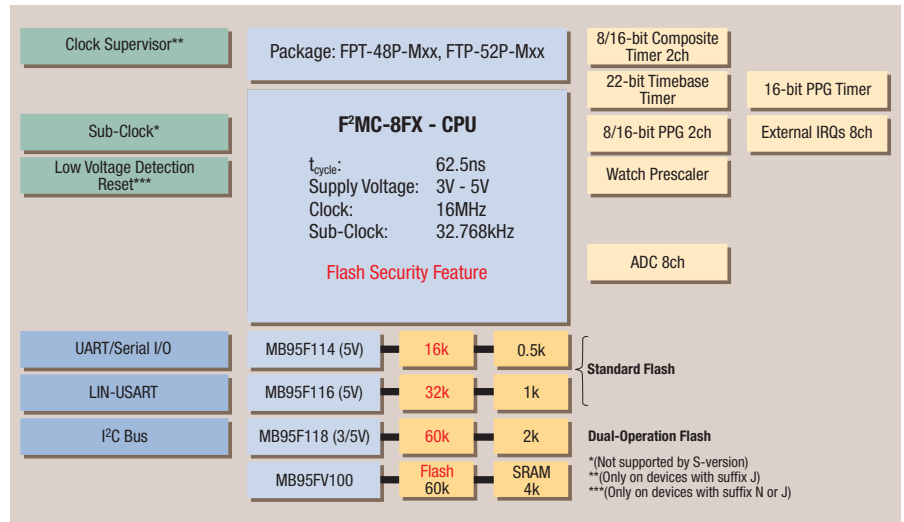 Clock Supervisor**
Package: FPT-48P-Mxx, FTP-52P-Mxx
8/16-bit Composite
Timer 2ch
22-bit Timebase
Timer
16-bit PPG Timer
Sub-Clock*
F²MC-8FX - CPU
8/16-bit PPG 2ch
External IRQs 8ch
Low Voltage Detection
Reset***
tcycle: 62.5ns
Supply Voltage: 3V - 5V
Clock: 16MHz
Sub-Clock: 32.768kHz
Watch Prescaler
Flash Security Feature
ADC 8ch
UART/Serial I/O
MB95F114 (5V) 16k 0.5k
Standard Flash
LIN-USART
MB95F116 (5V) 32k 1k
I²C Bus
MB95F118 (3/5V) 60k 2k
Dual-Operation Flash
MB95FV100
Flash
60k
SRAM
4k
*(Not supported by S-version)
**(Only on devices with suffix J)
***(Only on devices with suffix N or J)